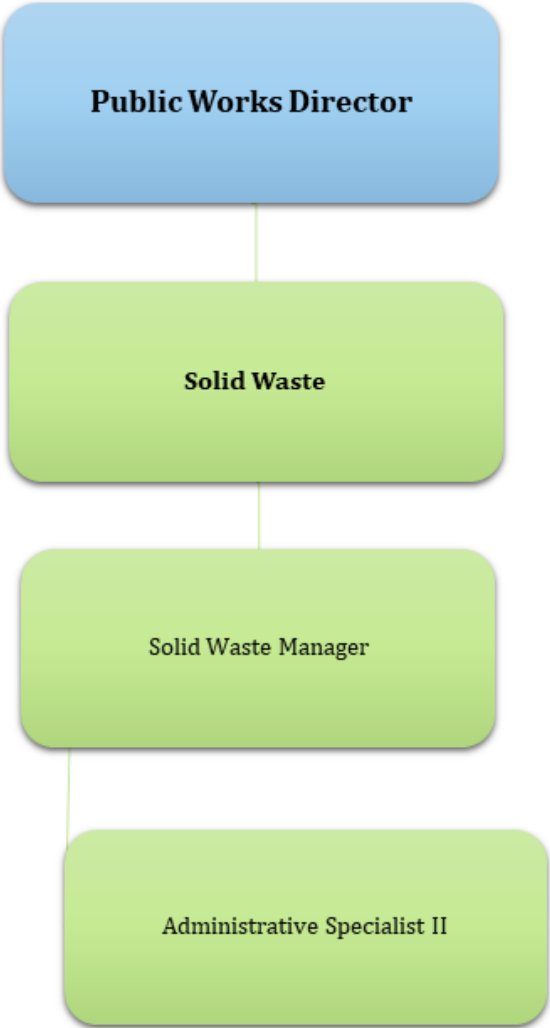 Public Works Director
Solid Waste
Solid Waste Manager
Administrative Specialist II